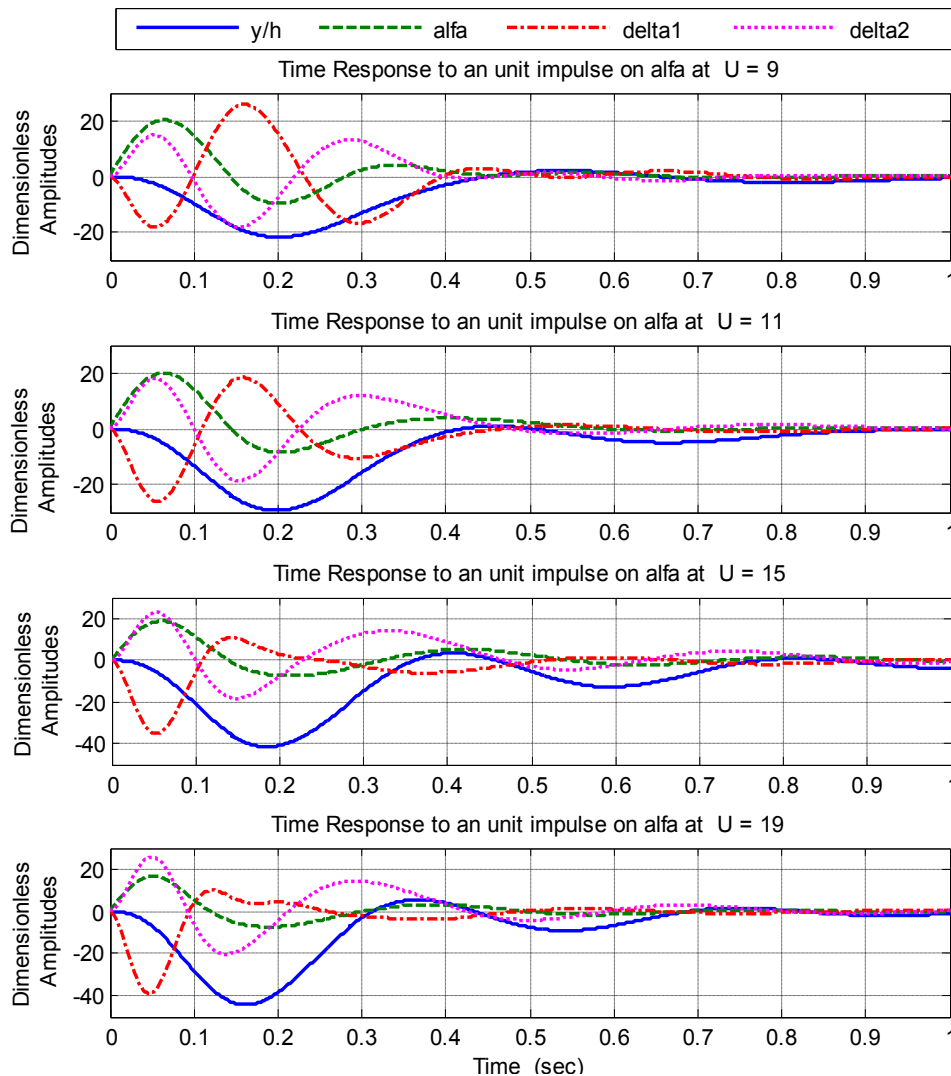 y/h alfa delta1 delta2
Time Response to an unit impulse on alfa at U = 9
Dimensionless
Amplitudes
20
0
-20
0 0.1 0.2 0.3 0.4 0.5 0.6 0.7 0.8 0.9 1
Time Response to an unit impulse on alfa at U = 11
Dimensionless
Amplitudes
20
0
-20
0 0.1 0.2 0.3 0.4 0.5 0.6 0.7 0.8 0.9 1
Time Response to an unit impulse on alfa at U = 15
Dimensionless
Amplitudes
20
0
-20
-40
0 0.1 0.2 0.3 0.4 0.5 0.6 0.7 0.8 0.9 1
Time Response to an unit impulse on alfa at U = 19
Dimensionless
Amplitudes
20
0
-20
-40
0 0.1 0.2 0.3 0.4 0.5 0.6 0.7 0.8 0.9 1
Time (sec)